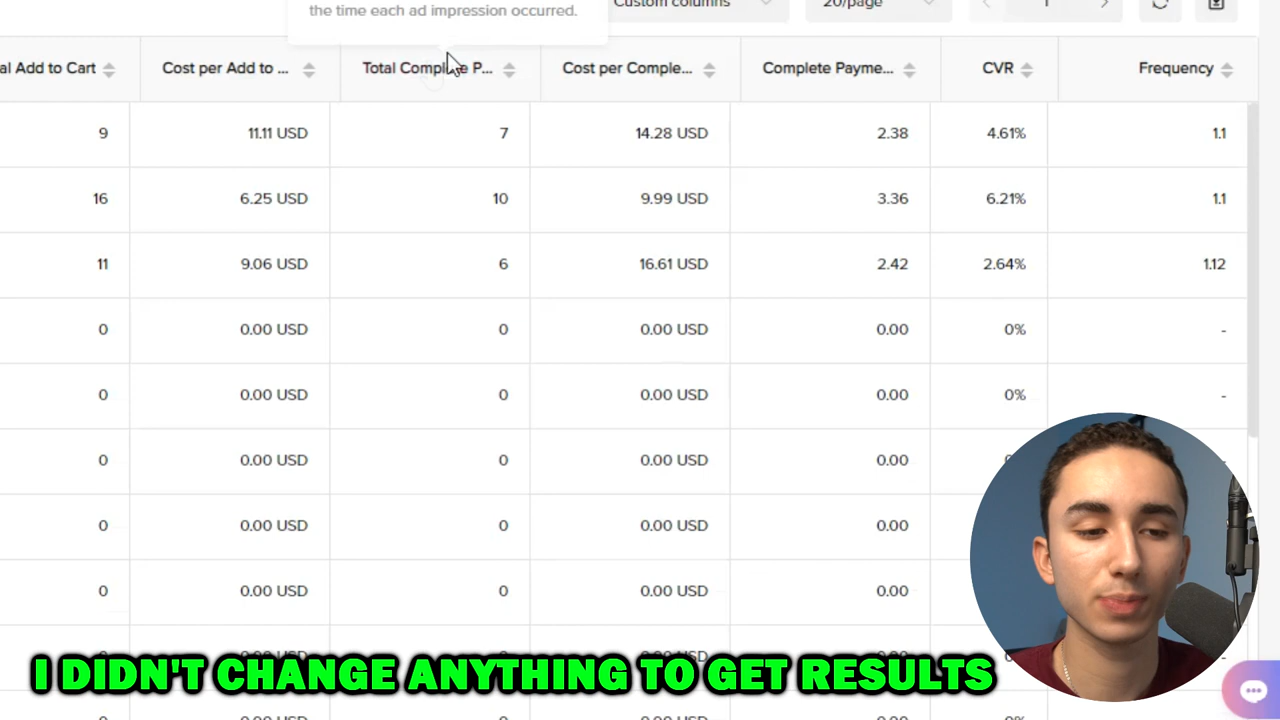 the time each ad impression occurred.
Custom columns
20/page
1
al Add to Cart
Cost per Add to ...
Total Complete P...
Cost per Comple...
Complete Payme...
CVR
Frequency
9 11.11 USD 7 14.28 USD 2.38 4.61% 1.1
16 6.25 USD 10 9.99 USD 3.36 6.21% 1.1
11 9.06 USD 6 16.61 USD 2.42 2.64% 1.12
0 0.00 USD 0 0.00 USD 0.00 0% -
0 0.00 USD 0 0.00 USD 0.00 0% -
0 0.00 USD 0 0.00 USD 0.00
0 0.00 USD 0 0.00 USD 0.00
0 0.00 USD 0 0.00 USD 0.00
I DIDN'T CHANGE ANYTHING TO GET RESULTS